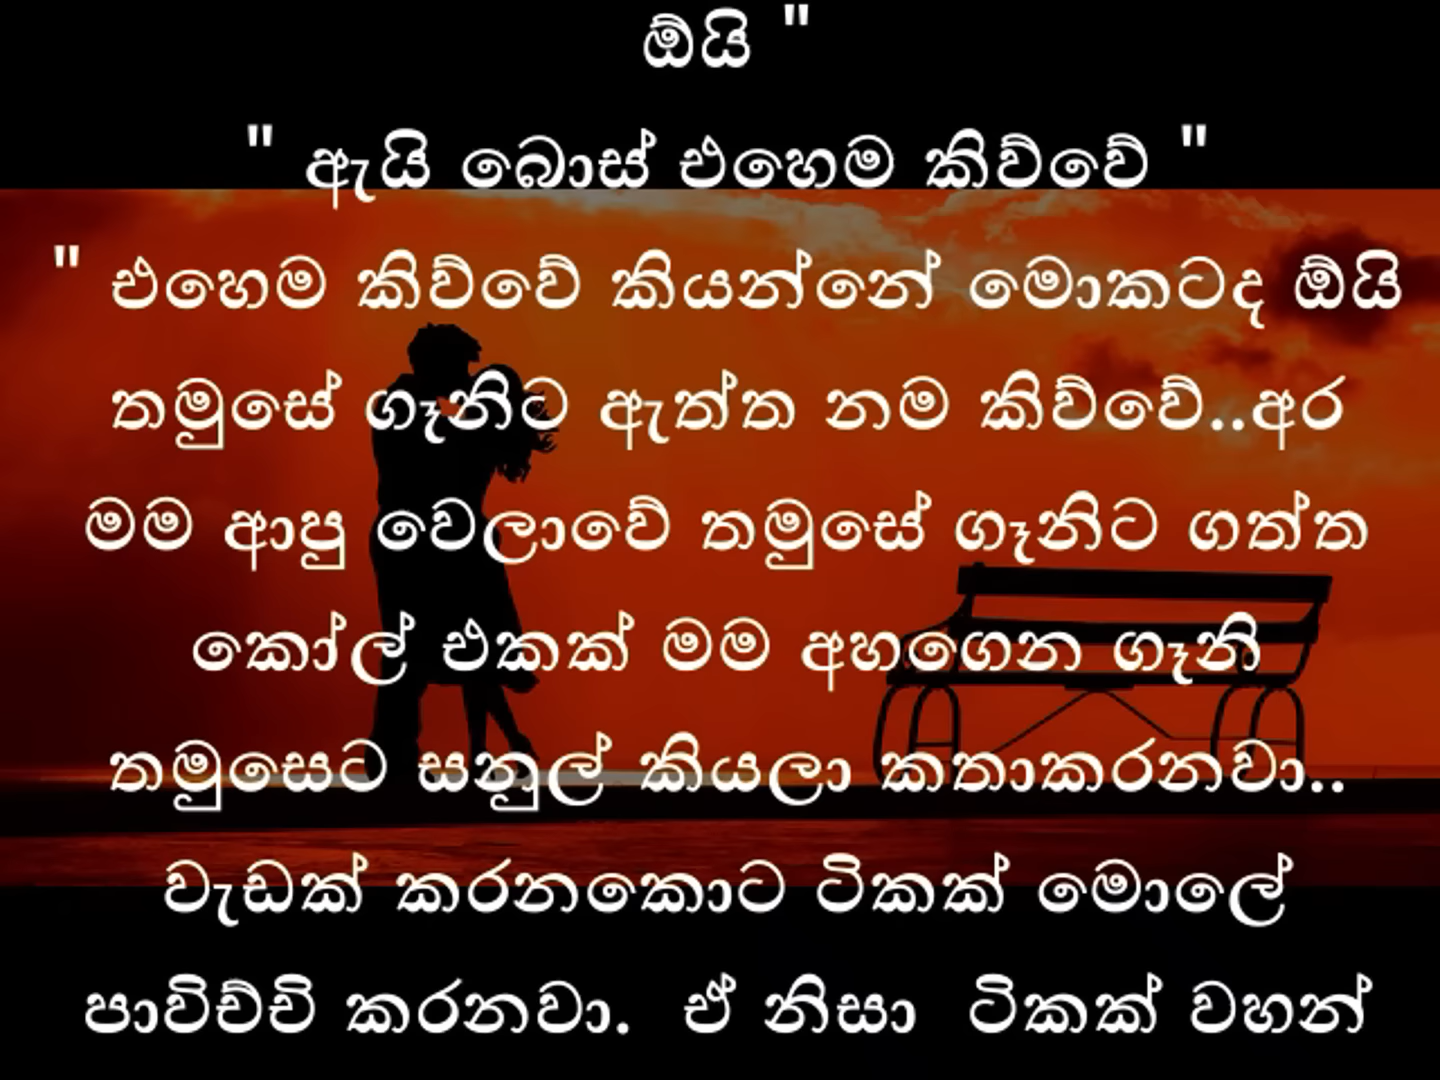 ඕයි "
" ඇයි බොස් එහෙම කිව්වේ "
" එහෙම කිව්වේ කියන්නේ මොකටද ඕයි
තමුසේ ගෑනිට ඇත්ත නම කිව්වේ..අර
මම ආපු වෙලාවේ තමුසේ ගෑනිට ගත්ත
කෝල් එකක් මම අහගෙන ගෑනි
තමුසෙට සනුල් කියලා කතාකරනවා..
වැඩක් කරනකොට ටිකක් මොලේ
පාවිච්චි කරනවා. ඒ නිසා ටිකක් වහන්